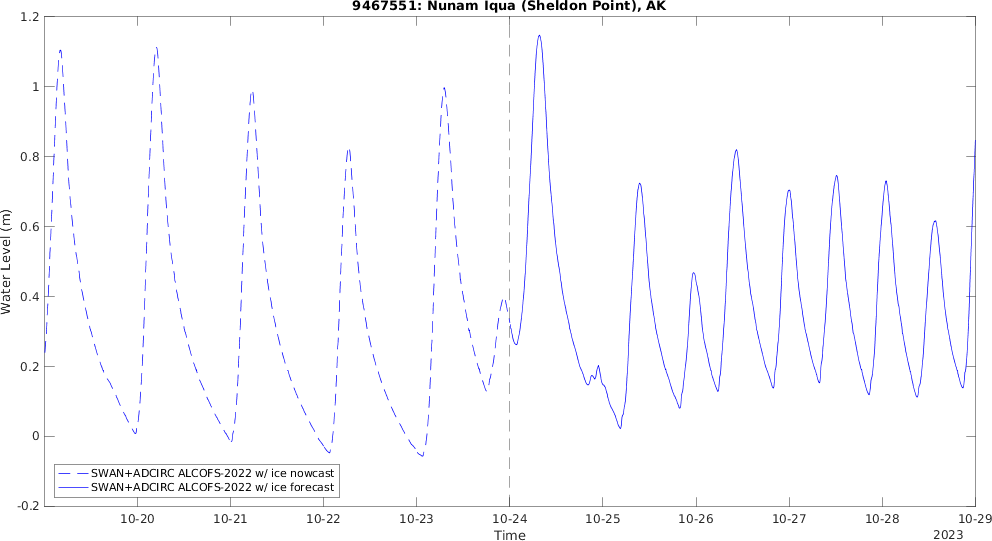 9467551: Nunam Iqua (Sheldon Point), AK
1.2
1
0.8
0.6
0.4
0.2
0
-0.2
Water Level (m)
SWAN+ADCIRC ALCOFS-2022 w/ ice nowcast
SWAN+ADCIRC ALCOFS-2022 w/ ice forecast
10-20 10-21 10-22 10-23 10-24 10-25 10-26 10-27 10-28 10-29
Time
2023